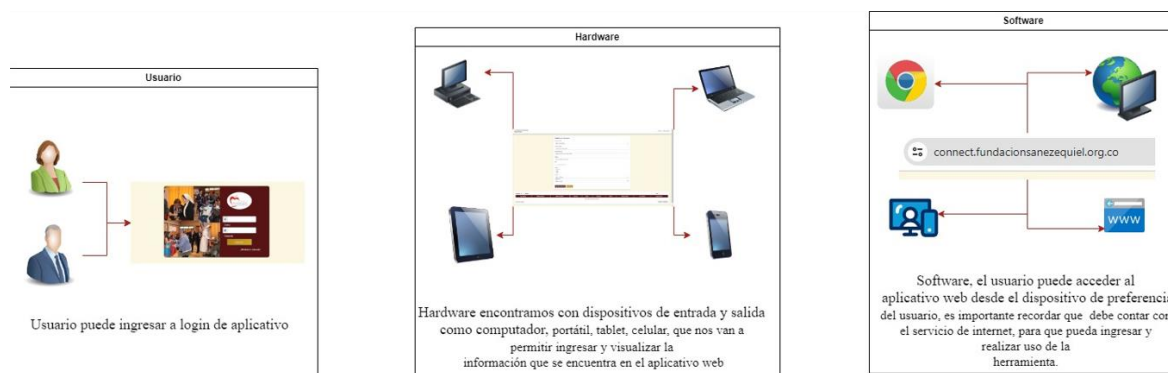 Usuario
Usuario puede ingresar a login de aplicativo
Hardware
Hardware encontramos con dispositivos de entrada y salida
como computador, portátil, tablet, celular, que nos van a
permitir ingresar y visualizar la
información que se encuentra en el aplicativo web
Software
connect.fundacionsanezequiel.org.co
WWW
Software, el usuario puede acceder al
aplicativo web desde el dispositivo de preferencia
del usuario, es importante recordar que debe contar con
el servicio de internet, para que pueda ingresar y
realizar uso de la
herramienta.